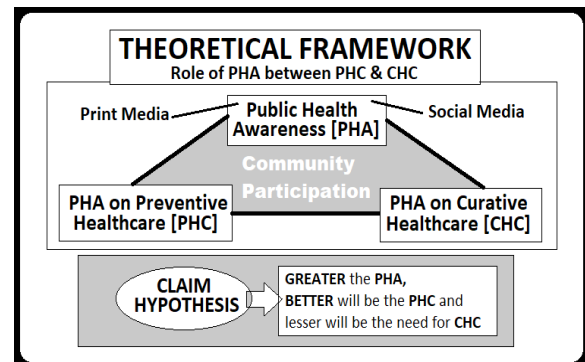 THEORETICAL FRAMEWORK
Role of PHA between PHC & CHC
Print Media
Social Media
Public Health
Awareness [PHA]
Community
Participation
PHA on Preventive
Healthcare [PHC]
PHA on Curative
Healthcare [CHC]
CLAIM
HYPOTHESIS
GREATER the PHA,
BETTER will be the PHC and
lesser will be the need for CHC